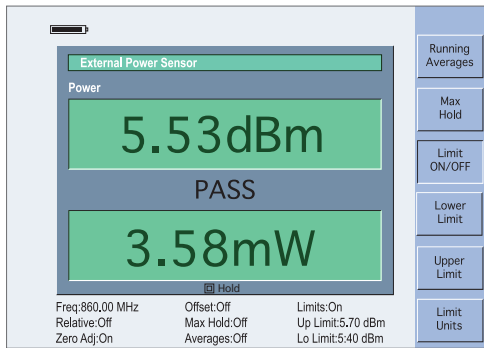 External Power Sensor
Power
5.53dBm
PASS
3.58mW
Hold
Freq:860.00 MHz Offset:Off Limits:On
Relative:Off Max Hold:Off Up Limit:5.70 dBm
Zero Adj:On Averages:Off Lo Limit:5:40 dBm
Running
Averages
Max
Hold
Limit
ON/OFF
Lower
Limit
Upper
Limit
Limit
Units